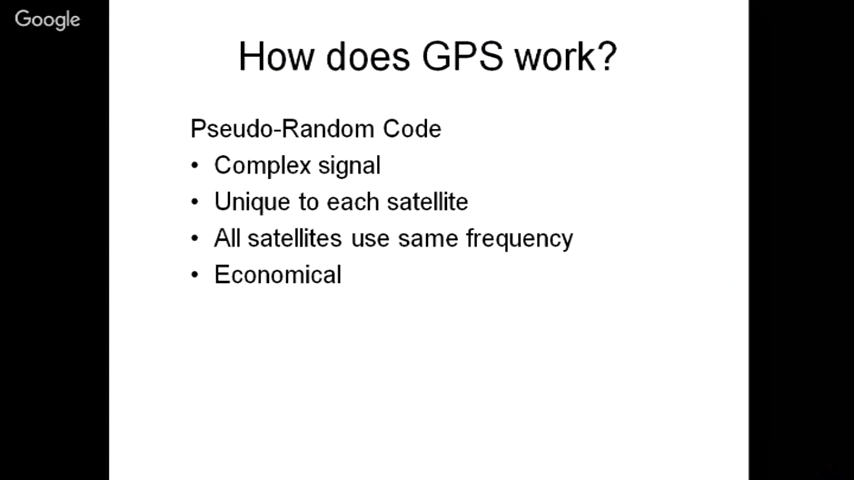 Google
How does GPS work?
Pseudo-Random Code
• Complex signal
• Unique to each satellite
• All satellites use same frequency
• Economical